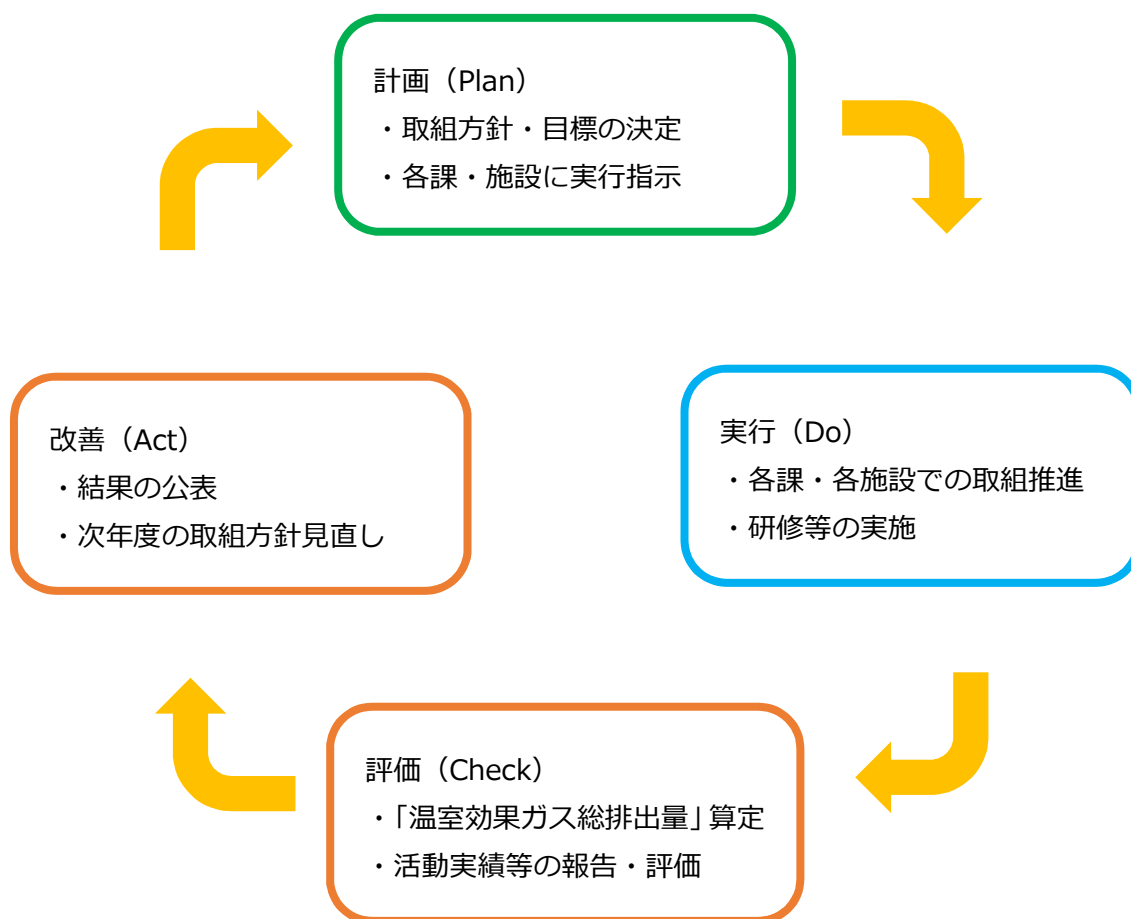 計画（Plan）
・取組方針・目標の決定
・各課・施設に実行指示
改善（Act）
・結果の公表
・次年度の取組方針見直し
実行（Do）
・各課・各施設での取組推進
・研修等の実施
評価（Check）
・「温室効果ガス総排出量」算定
・活動実績等の報告・評価